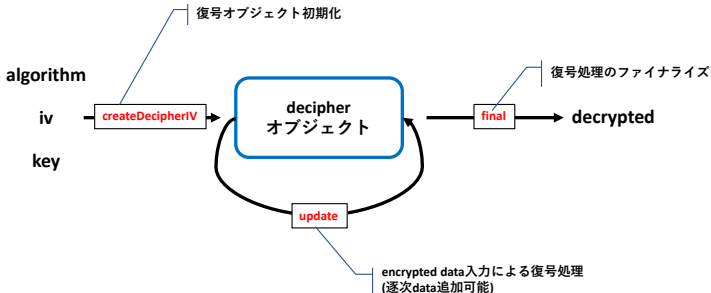 復号オブジェクト初期化
algorithm
iv
key
createDecipherIV
decipher
オブジェクト
update
encrypted data入力による復号処理
(逐次data追加可能)
final
復号処理のファイナライズ
decrypted